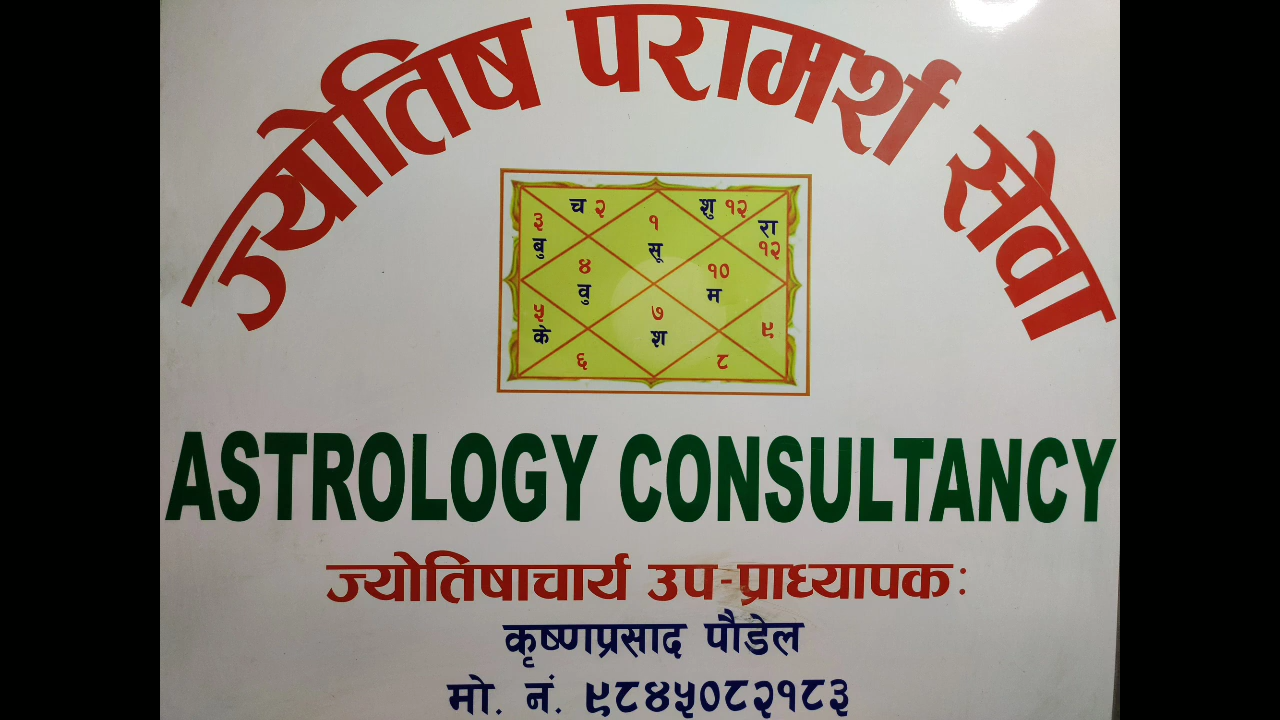 ज्योतिष परामर्श सेवा
च २
१
शु १२
३
रा
बु
सू
१२
४
१०
वु
म
५
७
९
के
श
६
८
ASTROLOGY CONSULTANCY
ज्योतिषाचार्य उप-प्राध्यापक:
कृष्णप्रसाद पौडेल
मो. नं. ९८४५०८२१८३